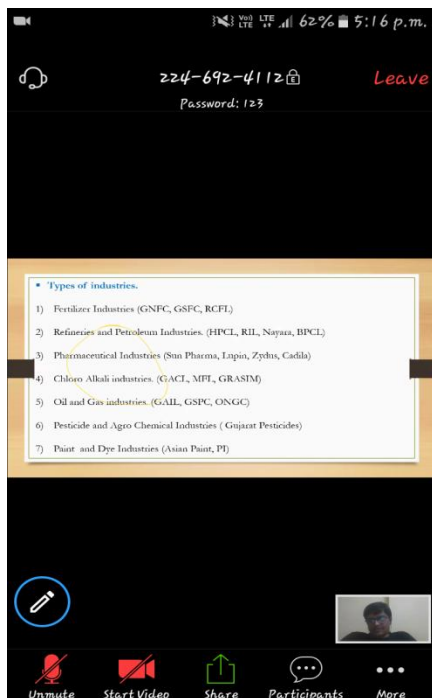 Voi) LTE LTE 62% 5:16 p.m.
224-692-4112 E
Leave
Password: 123
Types of industries.
1) Fertilizer Industries (GNFC, GSFC, RCFL)
2) Refineries and Petroleum Industries. (HPCL, RIL, Nayara, BPCL)
3) Pharmaceutical Industries (Sun Pharma, Lupin, Zydus, Cadila)
4) Chloro Alkali industries. (GACL, MFL, GRASIM)
5) Oil and Gas industries. (GAIL, GSPC, ONGC)
6) Pesticide and Agro Chemical Industries ( Gujarat Pesticides)
7) Paint and Dye Industries (Asian Paint, PI)
Unmute Start Video Share Participants More